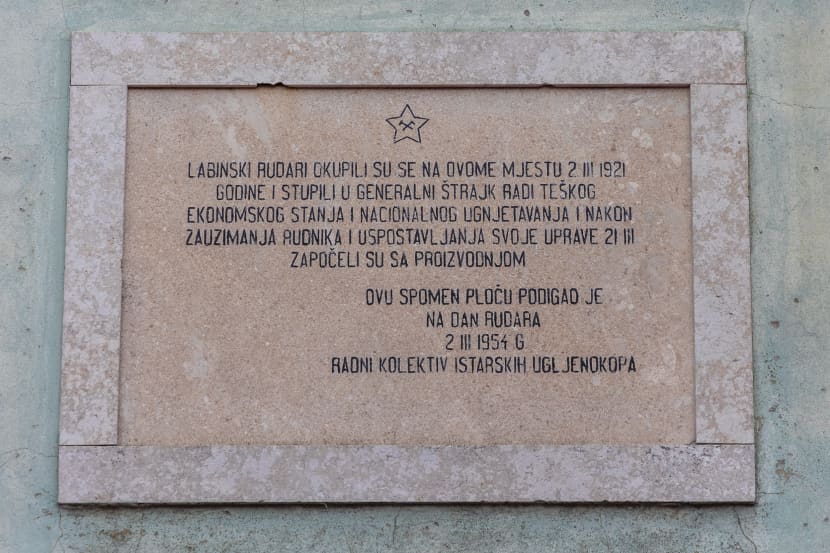 LABINSKI RUDARI OKUPILI SU SE NA OVOME MJESTU 2 III 1921
GODINE I STUPILI U GENERALNI ŠTRAJK RADI TEŠKOG
EKONOMSKOG STANJA I NACIONALNOG UGNJETAVANJA I NAKON
ZAUZIMANJA RUDNIKA I USPOSTAVLJANJA SVOJE UPRAVE 21 III
ZAPOČELI SU SA PROIZVODNJOM
OVU SPOMEN PLOČU PODIGAO JE
NA DAN RUDARA
2 III 1954 G
RADNI KOLEKTIV ISTARSKIH UGLJENOKOPA